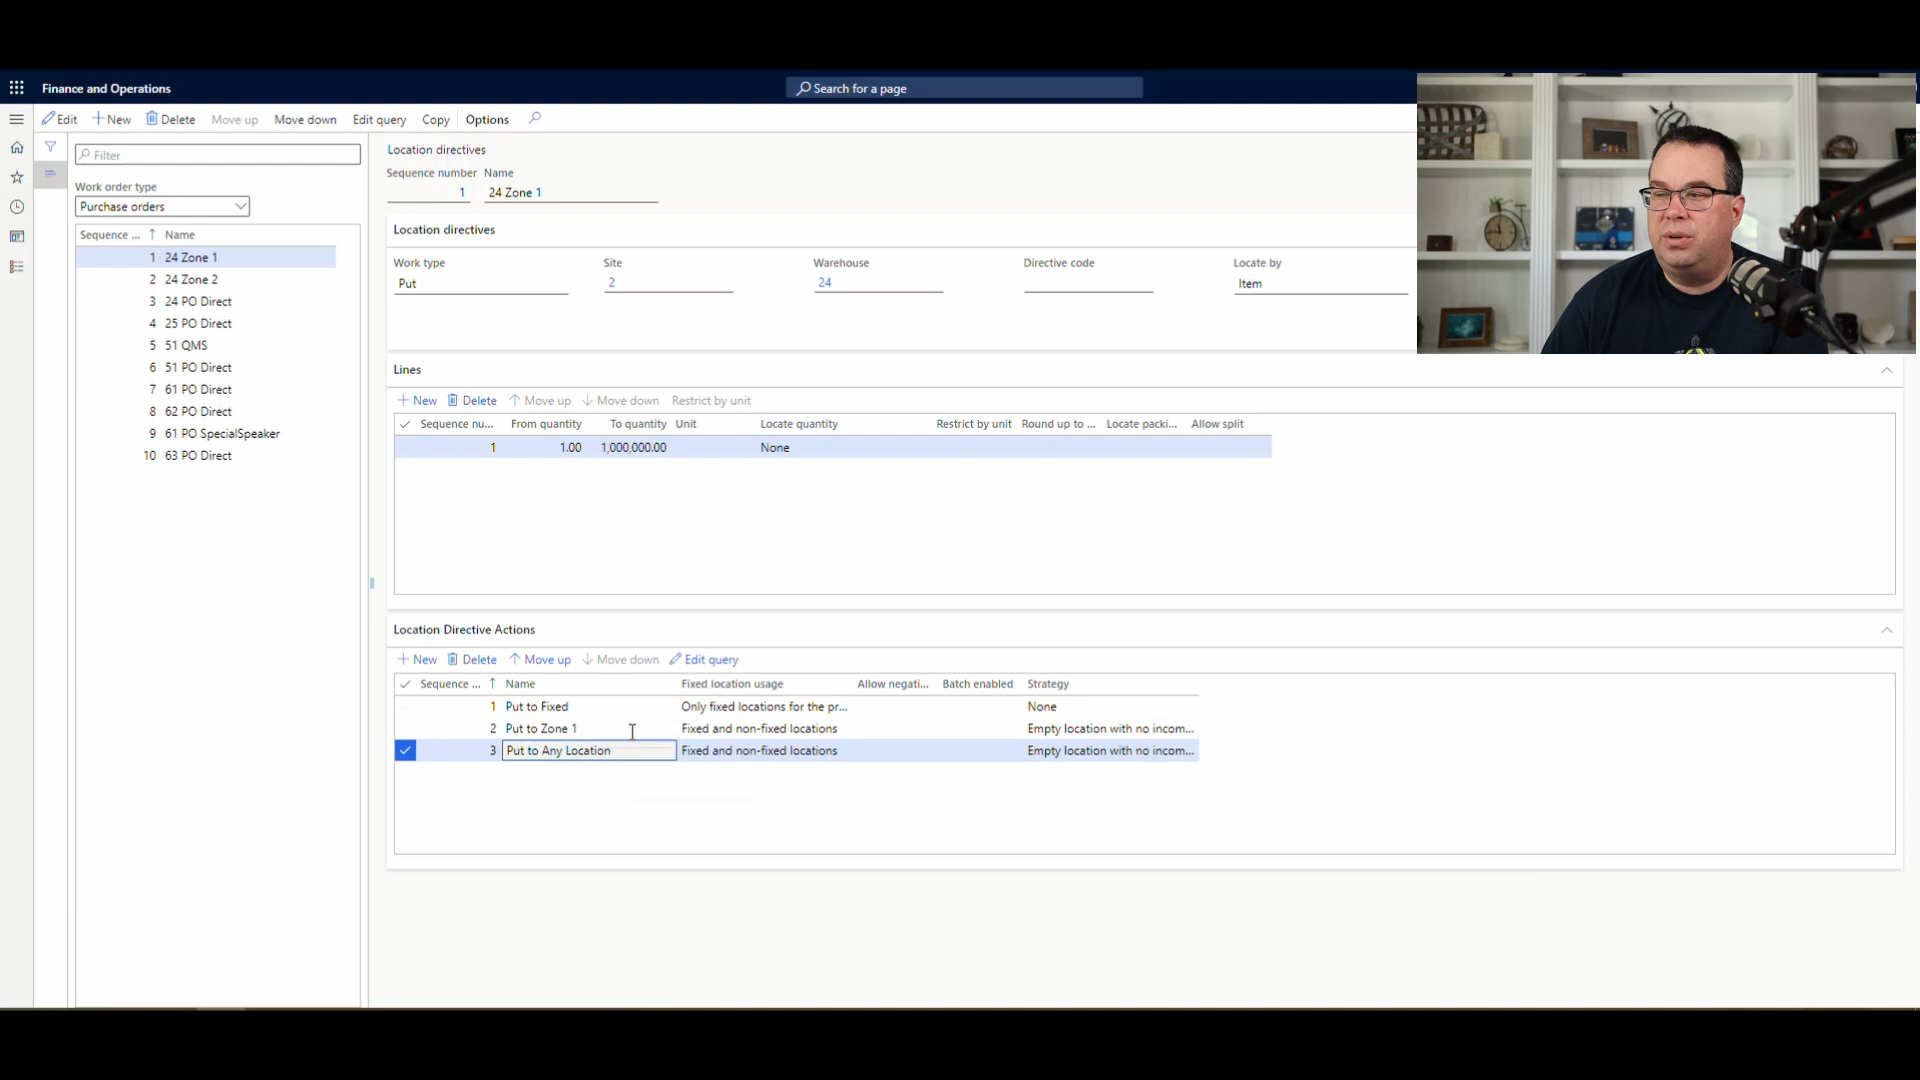 Finance and Operations
Search for a page
Edit New Delete Move up Move down Edit query Copy Options
Filter
Work order type
Purchase orders
Sequence ... Name
1 24 Zone 1
2 24 Zone 2
3 24 PO Direct
4 25 PO Direct
5 51 QMS
6 51 PO Direct
7 61 PO Direct
8 62 PO Direct
9 61 PO SpecialSpeaker
10 63 PO Direct
Location directives
Sequence number Name
1 24 Zone 1
Location directives
Work type Site Warehouse Directive code Locate by
Put 2 24 Item
Lines
New Delete Move up Move down Restrict by unit
Sequence nu... From quantity To quantity Unit Locate quantity Restrict by unit Round up to ... Locate packi... Allow split
1 1.00 1,000,000.00 None
Location Directive Actions
New Delete Move up Move down Edit query
Sequence ... Name Fixed location usage Allow negati... Batch enabled Strategy
1 Put to Fixed Only fixed locations for the pr... None
2 Put to Zone 1 Fixed and non-fixed locations Empty location with no incom...
3 Put to Any Location Fixed and non-fixed locations Empty location with no incom...